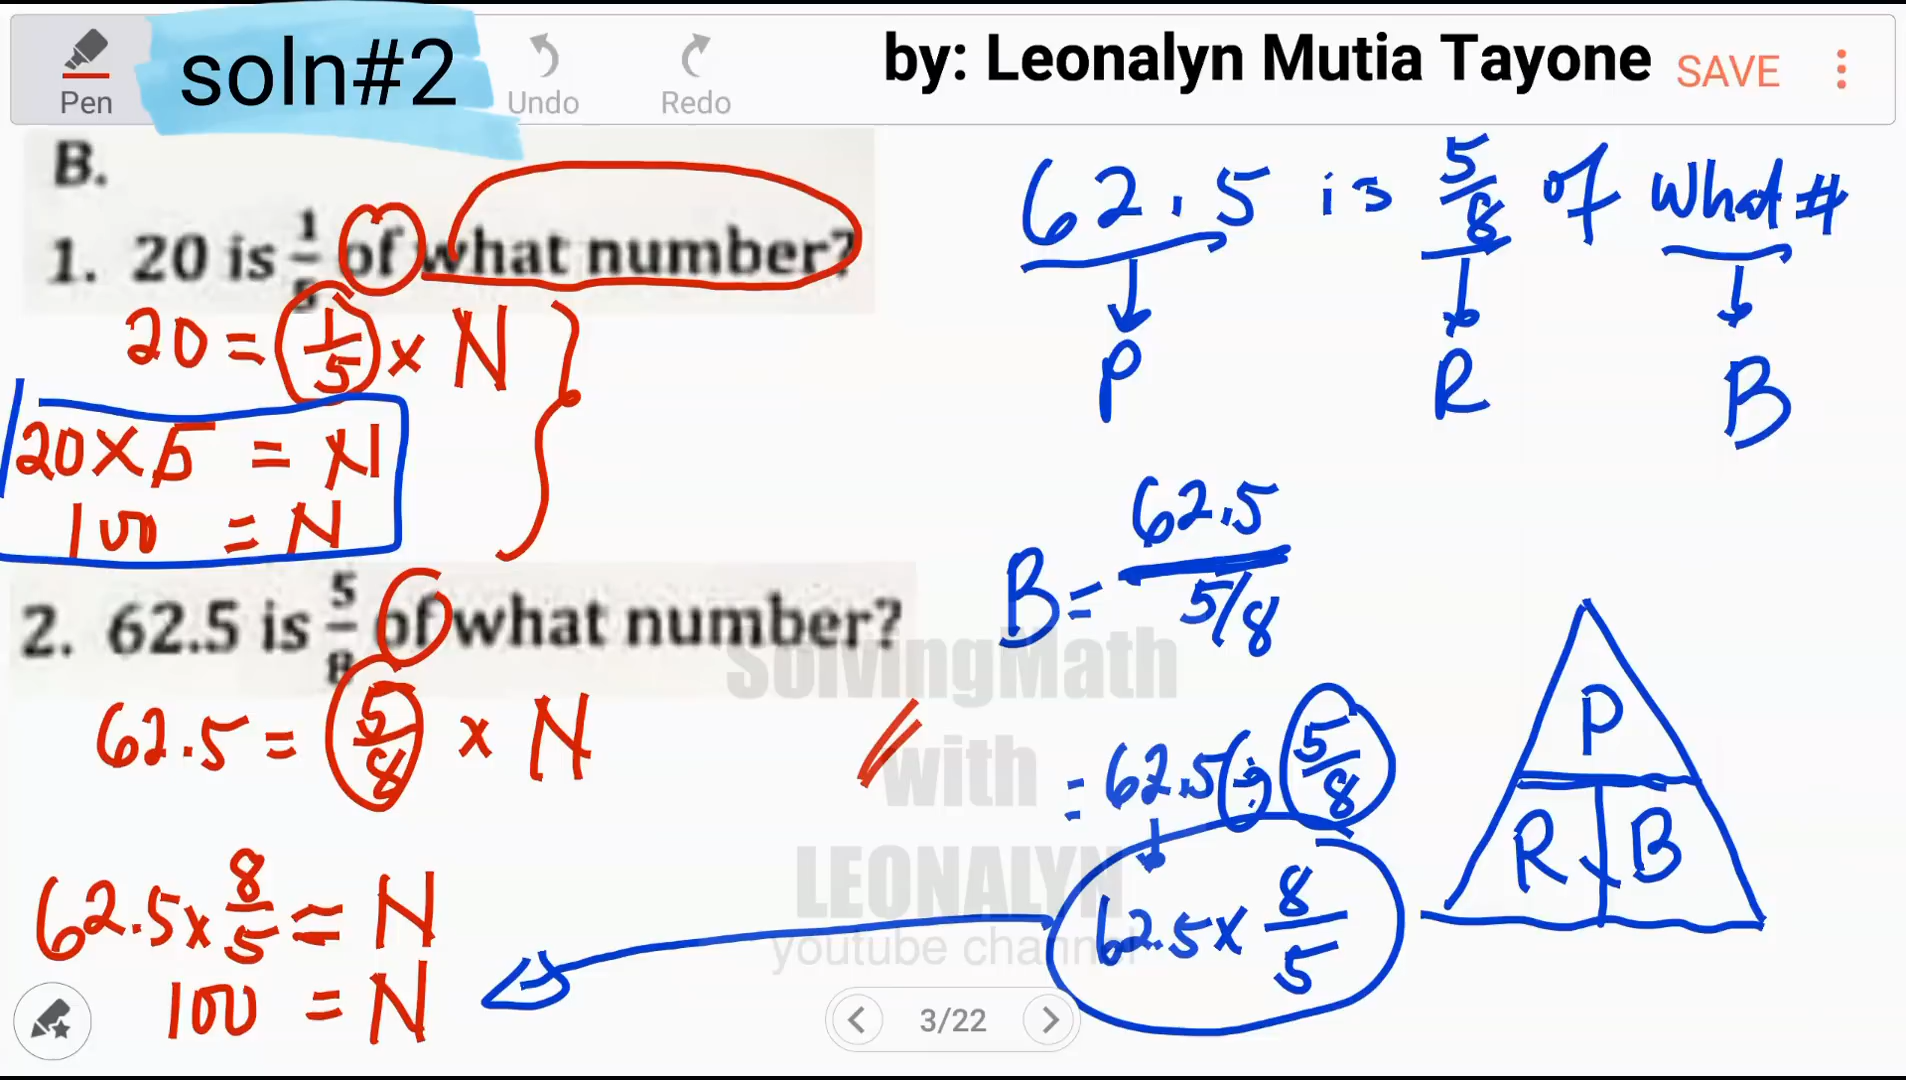 Pen
soln#2
Undo
Redo
by: Leonalyn Mutia Tayone
SAVE
B.
1. 20 is 1/5 of what number?
20 = 1/5 × N
20 × 5 = N
100 = N
2. 62.5 is 5/8 of what number?
62.5 = 5/8 × N
62.5 × 8/5 = N
100 = N
62.5 is 5/8 of what #
P R B
B = 62.5
5/8
= 62.5 ÷ 5/8
62.5 × 8/5
P
R × B
SolvingMath
with
LEONALYN
youtube channel
3/22